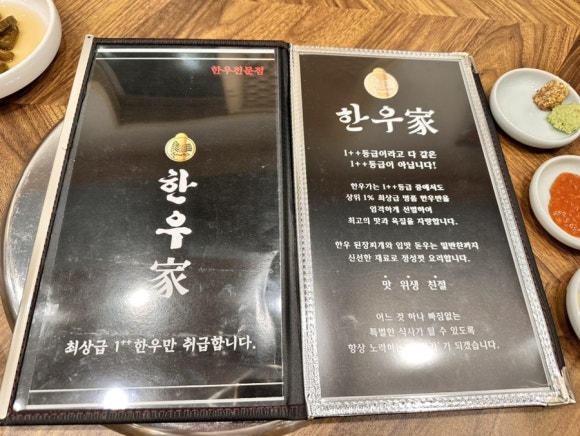 한우전문점
한
우
家
최상급 1++한우만 취급합니다.
한우家
1++등급이라고 다 같은
1++등급이 아닙니다!
한우가는 1++등급 중에서도
상위 1% 최상급 명품 한우만을
엄격하게 선별하여
최고의 맛과 육질을 자랑합니다.
한우 된장찌개와 입맛 돋우는 밑반찬까지
신선한 재료로 정성껏 요리합니다.
맛 위생 친절
어느 것 하나 빠짐없는
특별한 식사가 될 수 있도록
항상 노력하는 가' 가 되겠습니다.